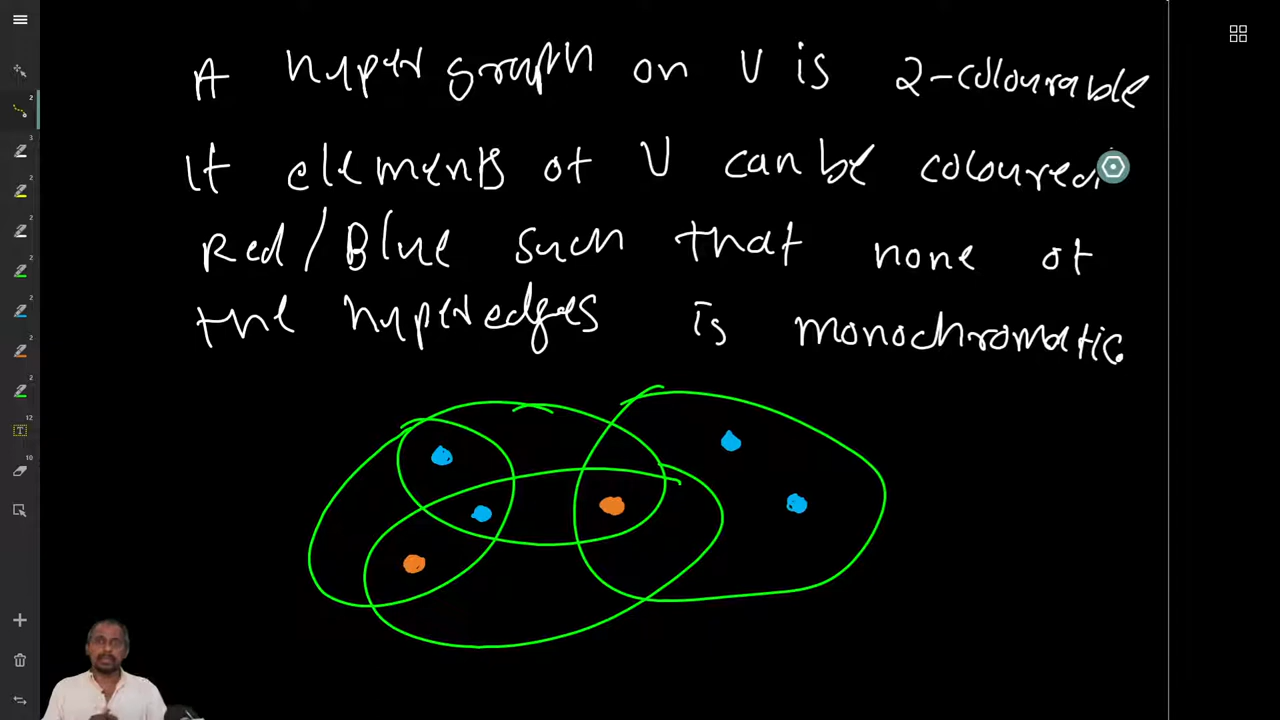 A hypergraph on V is 2-colourable
If elements of V can be coloured
Red/Blue such that none of
the hyperedges is monochromatic.